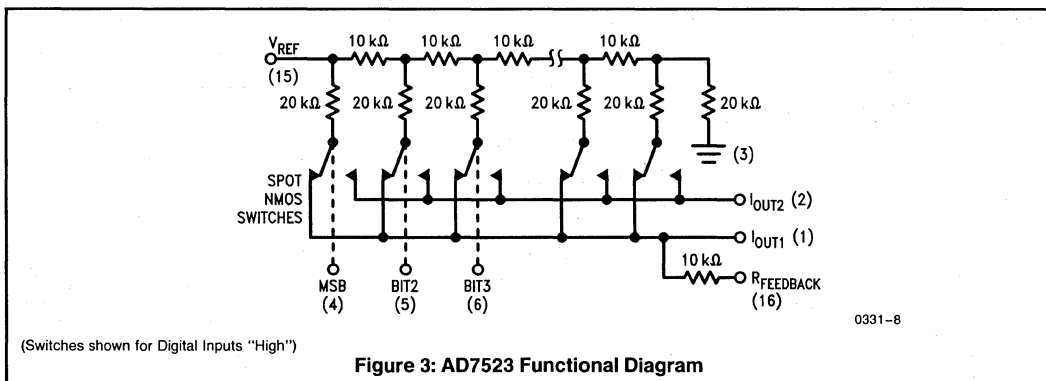 V_REF
(15)
10 kΩ 10 kΩ 10 kΩ 10 kΩ
20 kΩ 20 kΩ 20 kΩ 20 kΩ 20 kΩ 20 kΩ
(3)
SPOT
NMOS
SWITCHES
I_OUT2 (2)
I_OUT1 (1)
10 kΩ
R_FEEDBACK
(16)
MSB BIT2 BIT3
(4) (5) (6)
0331–8
(Switches shown for Digital Inputs "High")
Figure 3: AD7523 Functional Diagram